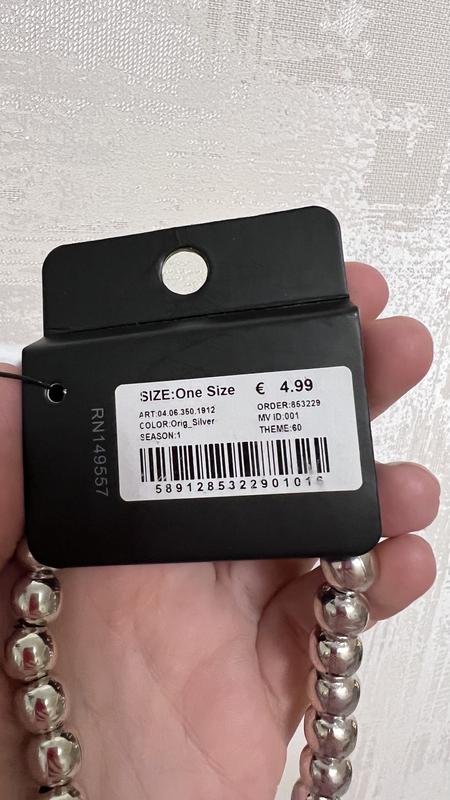 SIZE:One Size € 4.99
ART:04.06.350.1912 ORDER:853229
COLOR:Orig_Silver MV ID:001
SEASON:1 THEME:60
5891285322901016
RN149557